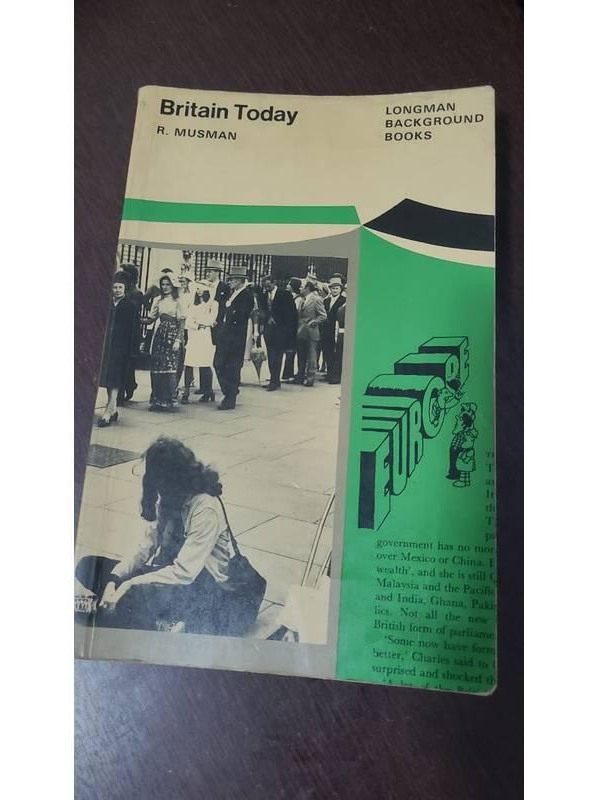 Britain Today
R. MUSMAN
LONGMAN
BACKGROUND
BOOKS
EUROPE
government has no mor
over Mexico or China. I
wealth', and she is still
Malaysia and the Pacific
and India, Ghana, Paki
lics. Not all the new
British form of parliame
'Some now have form
better,' Charles said to
surprised and shocked th